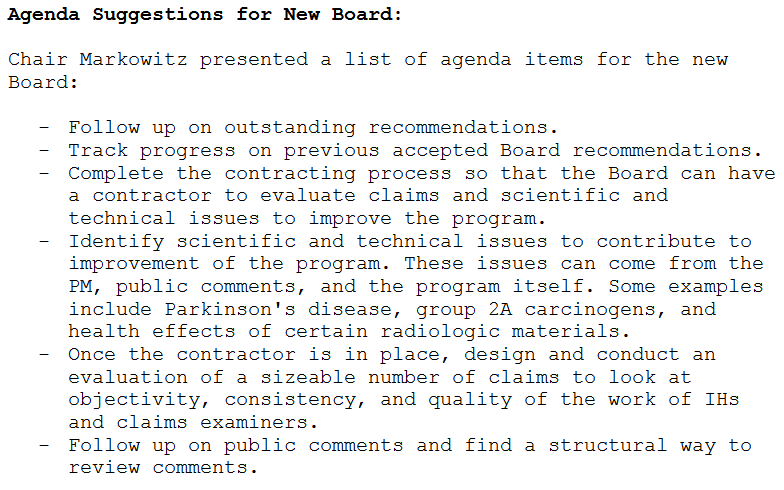 Agenda Suggestions for New Board:
Chair Markowitz presented a list of agenda items for the new
Board:
- Follow up on outstanding recommendations.
- Track progress on previous accepted Board recommendations.
- Complete the contracting process so that the Board can have
a contractor to evaluate claims and scientific and
technical issues to improve the program.
- Identify scientific and technical issues to contribute to
improvement of the program. These issues can come from the
PM, public comments, and the program itself. Some examples
include Parkinson's disease, group 2A carcinogens, and
health effects of certain radiologic materials.
- Once the contractor is in place, design and conduct an
evaluation of a sizeable number of claims to look at
objectivity, consistency, and quality of the work of IHs
and claims examiners.
- Follow up on public comments and find a structural way to
review comments.